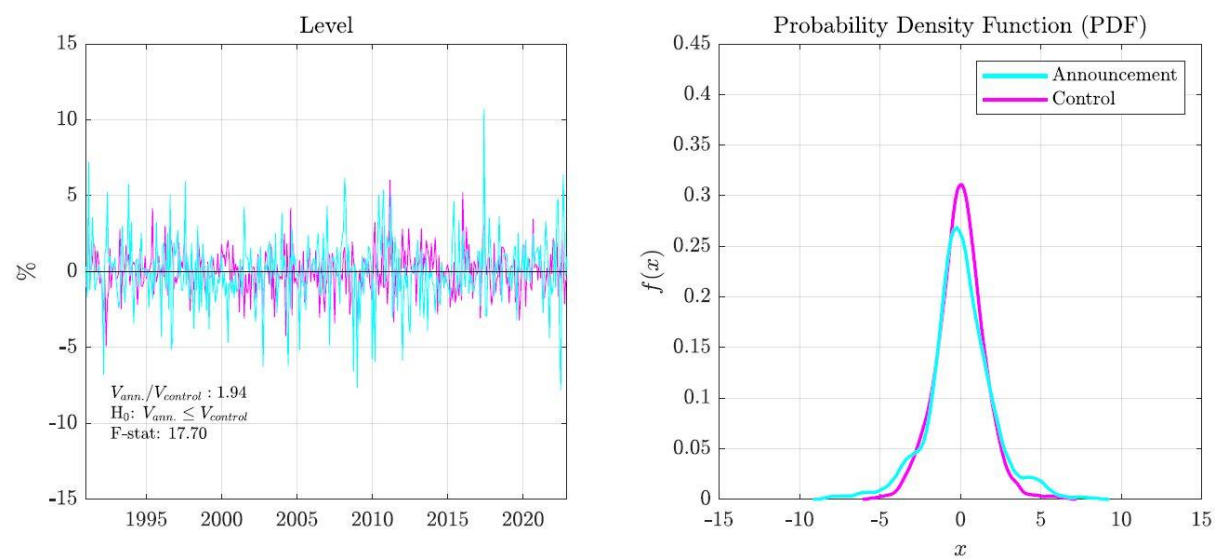 Level
15
10
5
0
-5
-10
-15
%
V_ann./V_control : 1.94
H₀: V_ann. ≤ V_control
F-stat: 17.70
1995 2000 2005 2010 2015 2020
Probability Density Function (PDF)
0.45
0.4
0.35
0.3
0.25
0.2
0.15
0.1
0.05
0
f(x)
Announcement
Control
-15 -10 -5 0 5 10 15
x